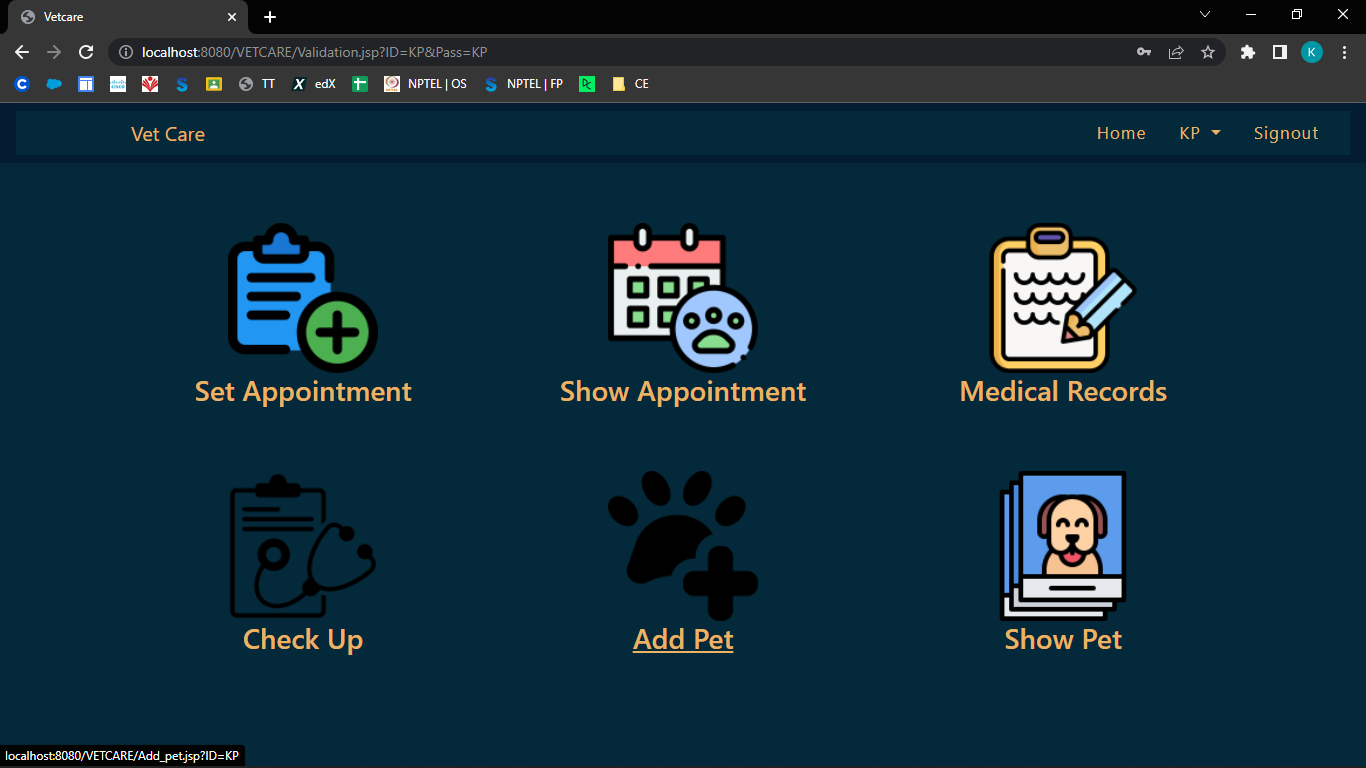 Vetcare
localhost:8080/VETCARE/Validation.jsp?ID=KP&Pass=KP
K
TT
edX
NPTEL | OS
NPTEL | FP
CE
Vet Care
Home
KP
Signout
Set Appointment
Show Appointment
Medical Records
Check Up
Add Pet
Show Pet
localhost:8080/VETCARE/Add_pet.jsp?ID=KP